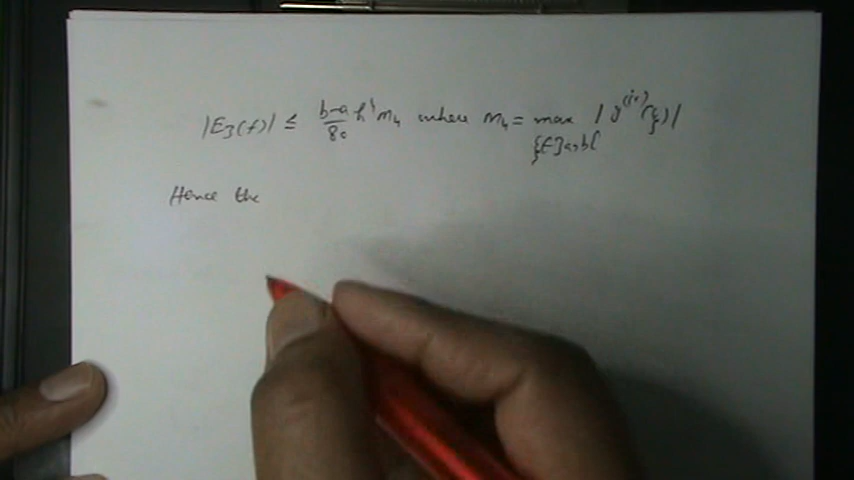 |E₃(f)| ≤ b-a/80 h⁴ M₄ where M₄ = max |y⁽ⁱᵛ⁾(ξ)|
ξ∈]a,b[
Hence the